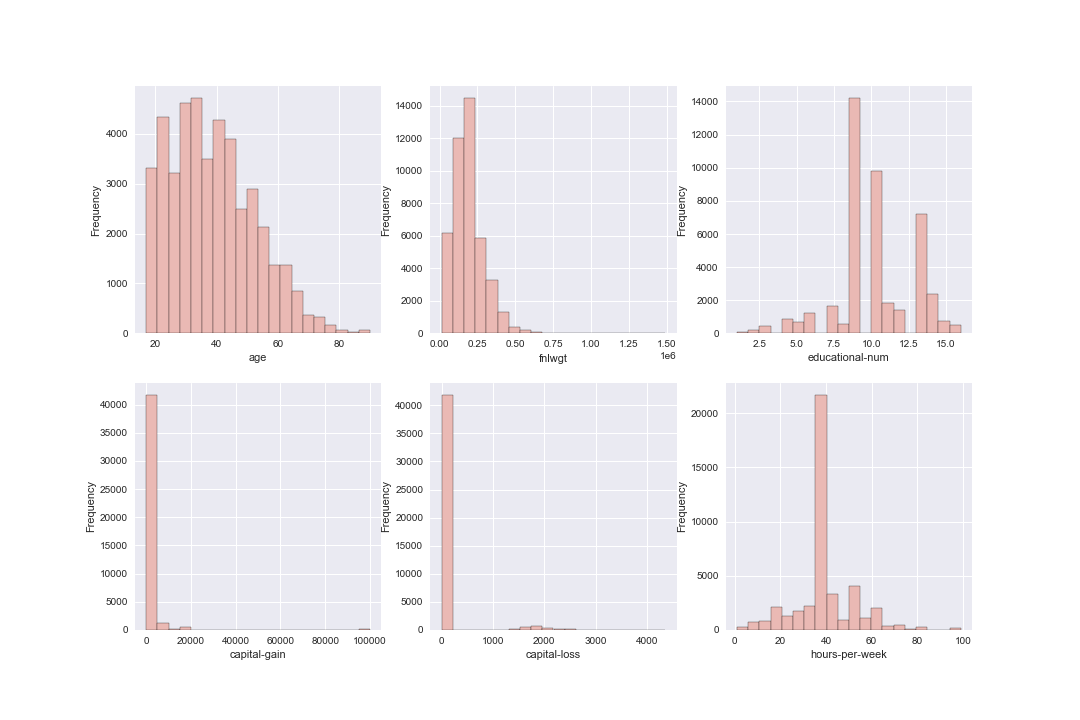 Frequency
4000
3000
2000
1000
0
20 40 60 80
age
Frequency
14000
12000
10000
8000
6000
4000
2000
0
0.00 0.25 0.50 0.75 1.00 1.25 1.50
1e6
fnlwgt
Frequency
14000
12000
10000
8000
6000
4000
2000
0
2.5 5.0 7.5 10.0 12.5 15.0
educational-num
Frequency
40000
35000
30000
25000
20000
15000
10000
5000
0
0 20000 40000 60000 80000 100000
capital-gain
Frequency
40000
35000
30000
25000
20000
15000
10000
5000
0
0 1000 2000 3000 4000
capital-loss
Frequency
20000
15000
10000
5000
0
0 20 40 60 80 100
hours-per-week